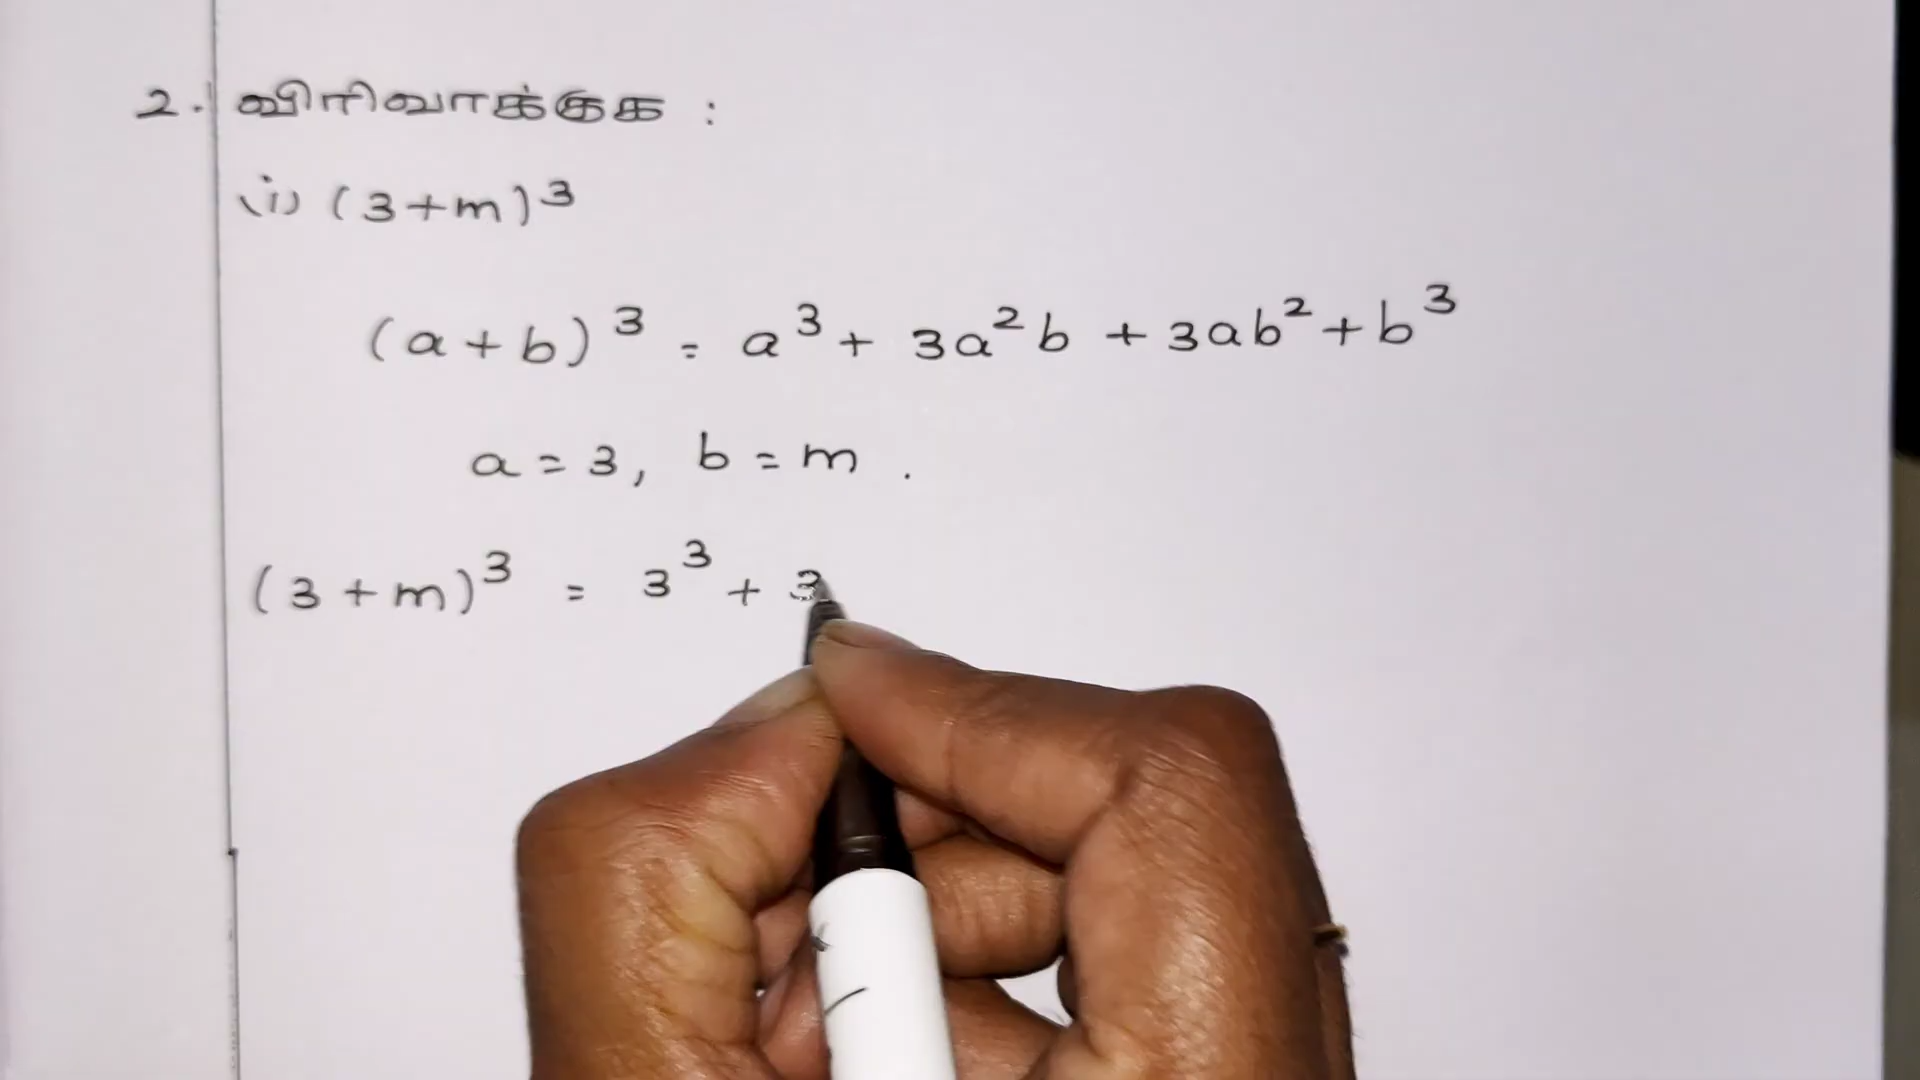 2. விரிவாக்குக :
(i) (3+m)³
(a+b)³ = a³ + 3a²b + 3ab² + b³
a = 3, b = m .
(3+m)³ = 3³ + 3